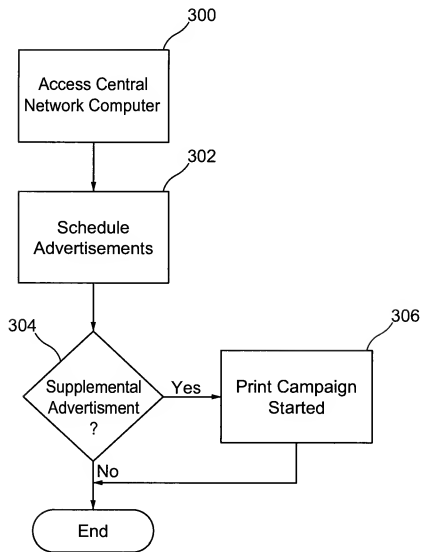 300
Access Central
Network Computer
302
Schedule
Advertisements
304
Supplemental
Advertisment
?
Yes
306
Print Campaign
Started
No
End